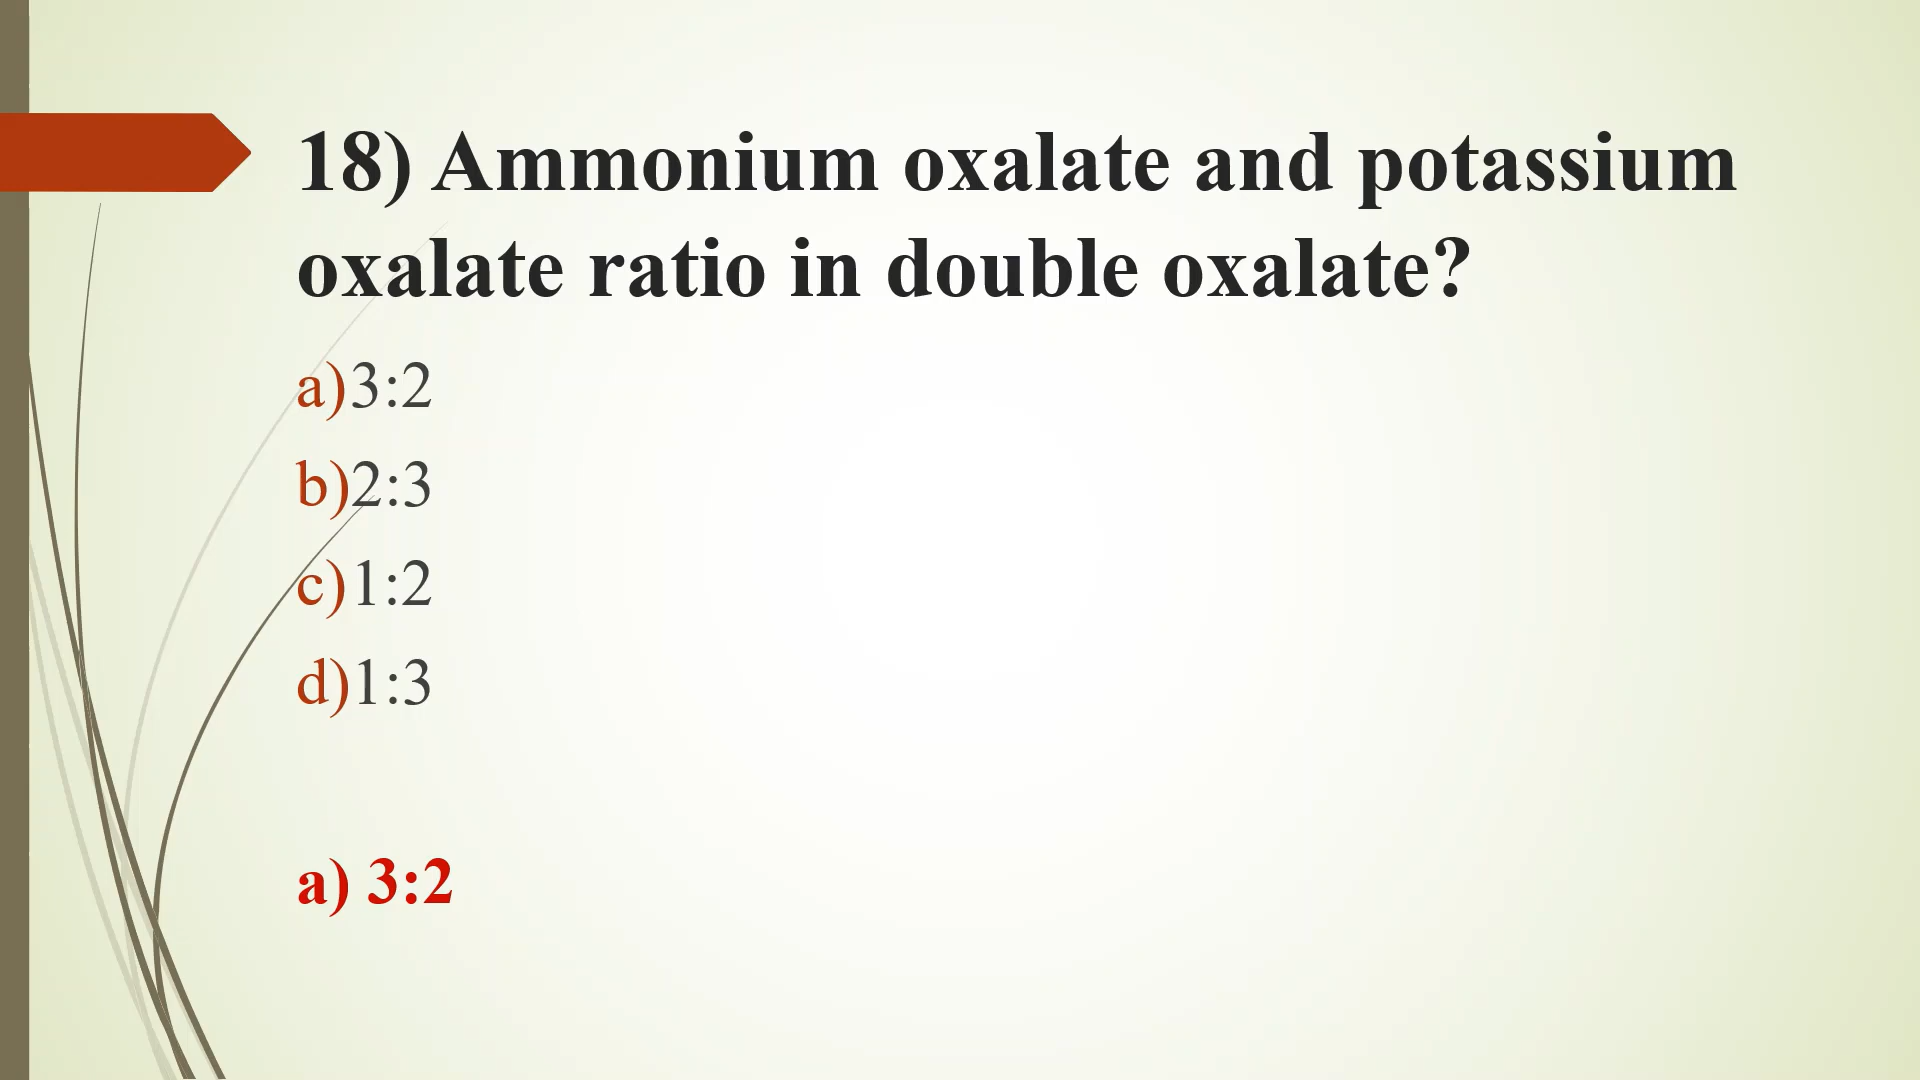 18) Ammonium oxalate and potassium
oxalate ratio in double oxalate?
a)3:2
b)2:3
c)1:2
d)1:3
a) 3:2